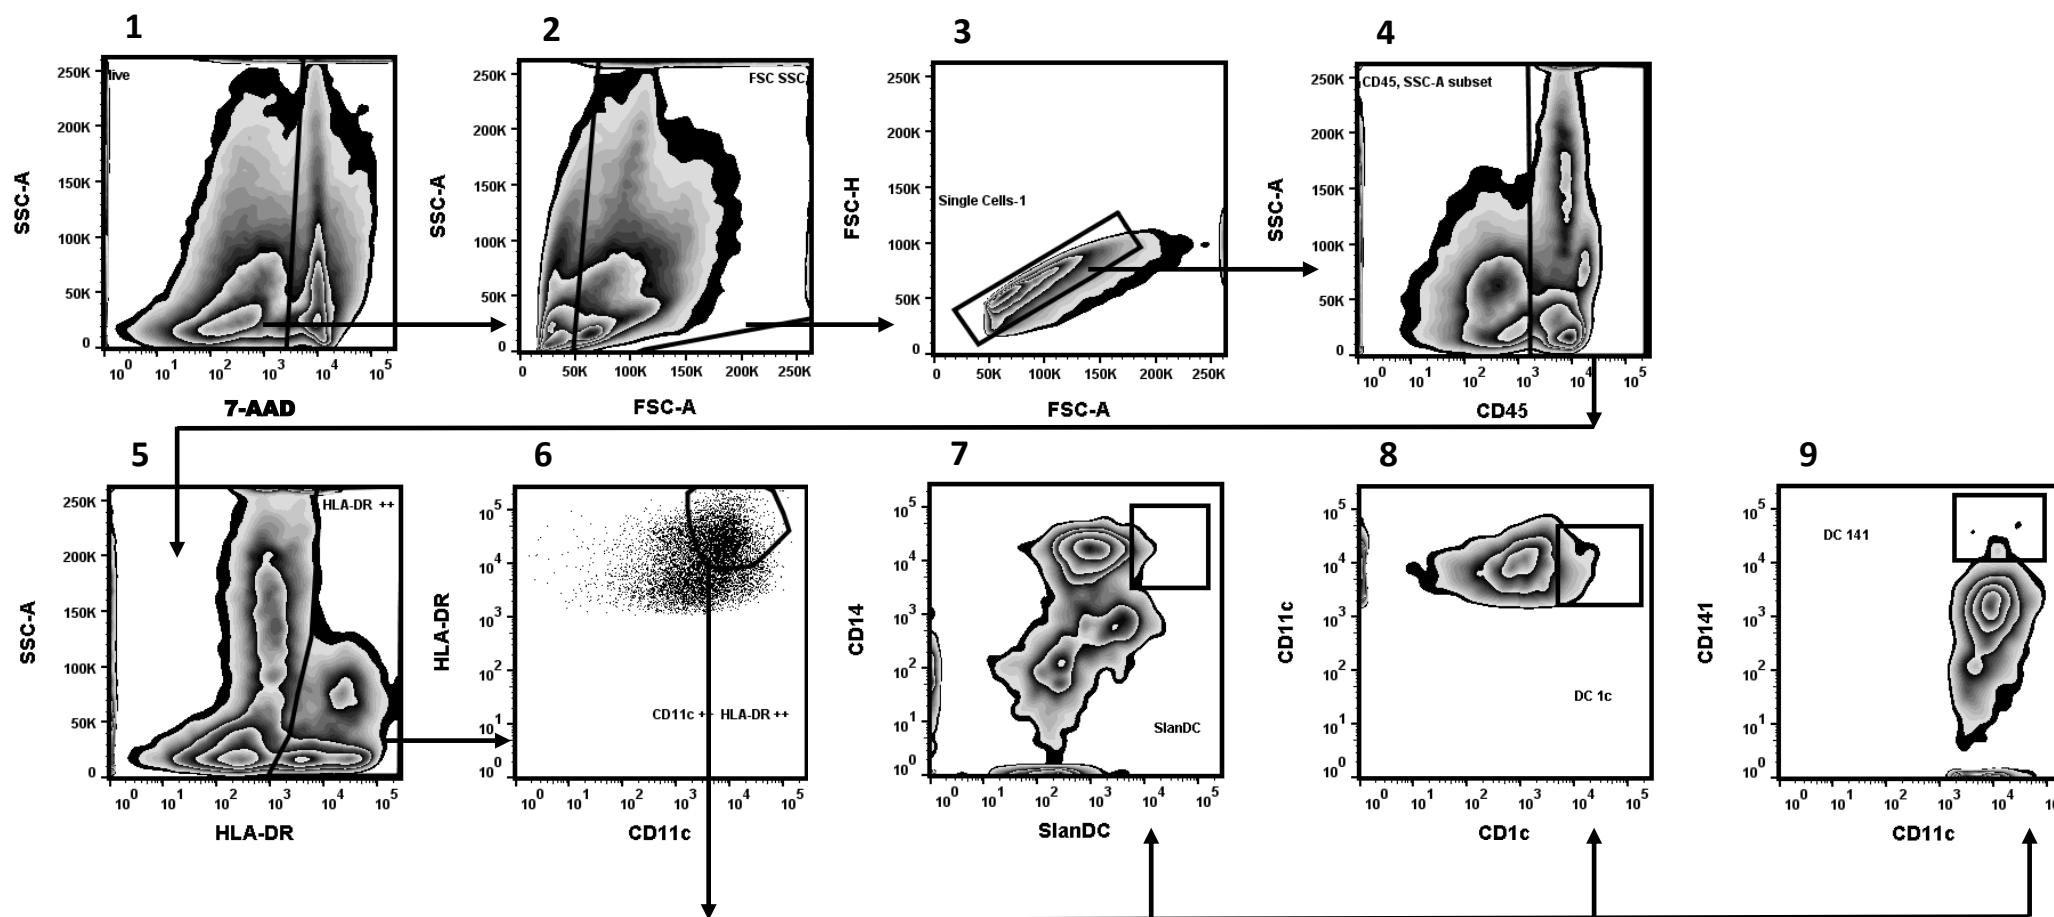 1
live
250K
200K
150K
100K
50K
0
SSC-A
10^0 10^1 10^2 10^3 10^4 10^5
7-AAD
2
FSC SSC
250K
200K
150K
100K
50K
0
SSC-A
50K 100K 150K 200K 250K
FSC-A
3
Single Cells-1
250K
200K
150K
100K
50K
0
FSC-H
0 50K 100K 150K 200K 250K
FSC-A
4
CD45, SSC-A subset
250K
200K
150K
100K
50K
0
SSC-A
10^0 10^1 10^2 10^3 10^4 10^5
CD45
5
HLA-DR ++
250K
200K
150K
100K
50K
0
SSC-A
10^0 10^1 10^2 10^3 10^4 10^5
HLA-DR
6
10^5
10^4
10^3
10^2
10^1
10^0
HLA-DR
CD11c ++ HLA-DR ++
10^0 10^1 10^2 10^3 10^4 10^5
CD11c
7
10^5
10^4
10^3
10^2
10^1
10^0
CD14
SlanDC
10^0 10^1 10^2 10^3 10^4 10^5
SlanDC
8
10^5
10^4
10^3
10^2
10^1
10^0
CD11c
DC 1c
10^0 10^1 10^2 10^3 10^4 10^5
CD1c
9
DC 141
10^5
10^4
10^3
10^2
10^1
10^0
CD141
10^0 10^1 10^2 10^3 10^4
CD11c